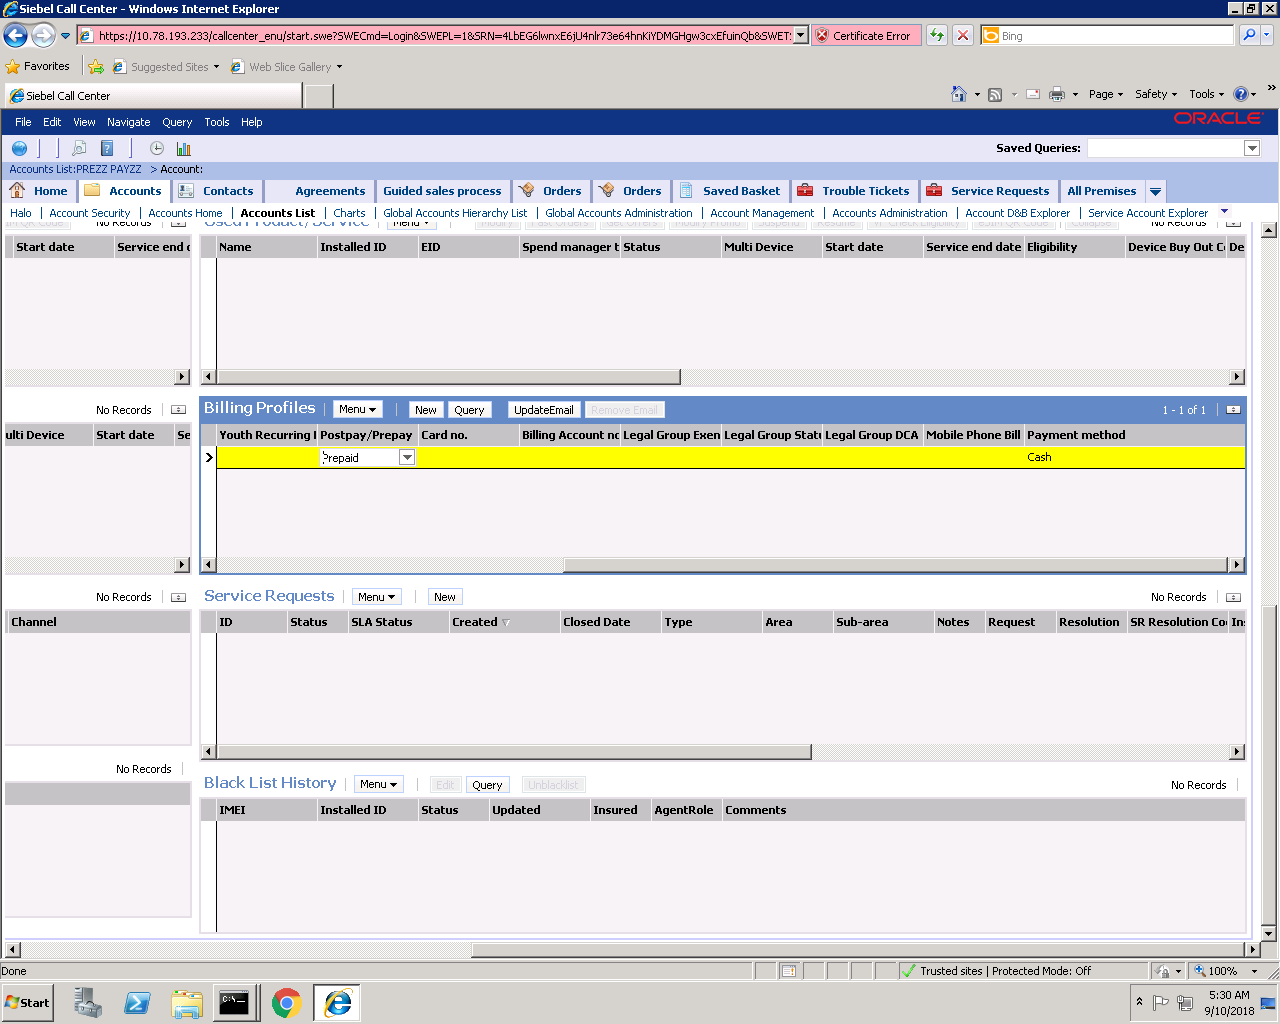 Siebel Call Center - Windows Internet Explorer
https://10.78.193.233/callcenter_enu/start.swe?SWECmd=Login&SWEPL=1&SRN=4LbEG6lwnxE6jU4nlr73e64hnKiYDMGHgw3cxEfuinQb&SWET:
Certificate Error
Bing
Favorites
Suggested Sites
Web Slice Gallery
Siebel Call Center
Page
Safety
Tools
File Edit View Navigate Query Tools Help
ORACLE
Saved Queries:
Accounts List:PREZZ PAYZZ > Account:
Home Accounts Contacts Agreements Guided sales process Orders Orders Saved Basket Trouble Tickets Service Requests All Premises
Halo | Account Security | Accounts Home | Accounts List | Charts | Global Accounts Hierarchy List | Global Accounts Administration | Account Management | Accounts Administration | Account D&B Explorer | Service Account Explorer
No Records
Used Product/Service Menu
No Records
Start date Service end d
Name Installed ID EID Spend manager t Status Multi Device Start date Service end date Eligibility Device Buy Out C De
No Records
Billing Profiles Menu New Query UpdateEmail Remove Email 1 - 1 of 1
ulti Device Start date Se
Youth Recurring Postpay/Prepay Card no. Billing Account no Legal Group Exen Legal Group Statu Legal Group DCA Mobile Phone Bill Payment method
Prepaid Cash
No Records
Service Requests Menu New No Records
Channel
ID Status SLA Status Created Closed Date Type Area Sub-area Notes Request Resolution SR Resolution Co Ins
No Records
Black List History Menu Edit Query Unblacklist No Records
IMEI Installed ID Status Updated Insured AgentRole Comments
Done
Trusted sites | Protected Mode: Off
100%
Start
C:\.
5:30 AM
9/10/2018